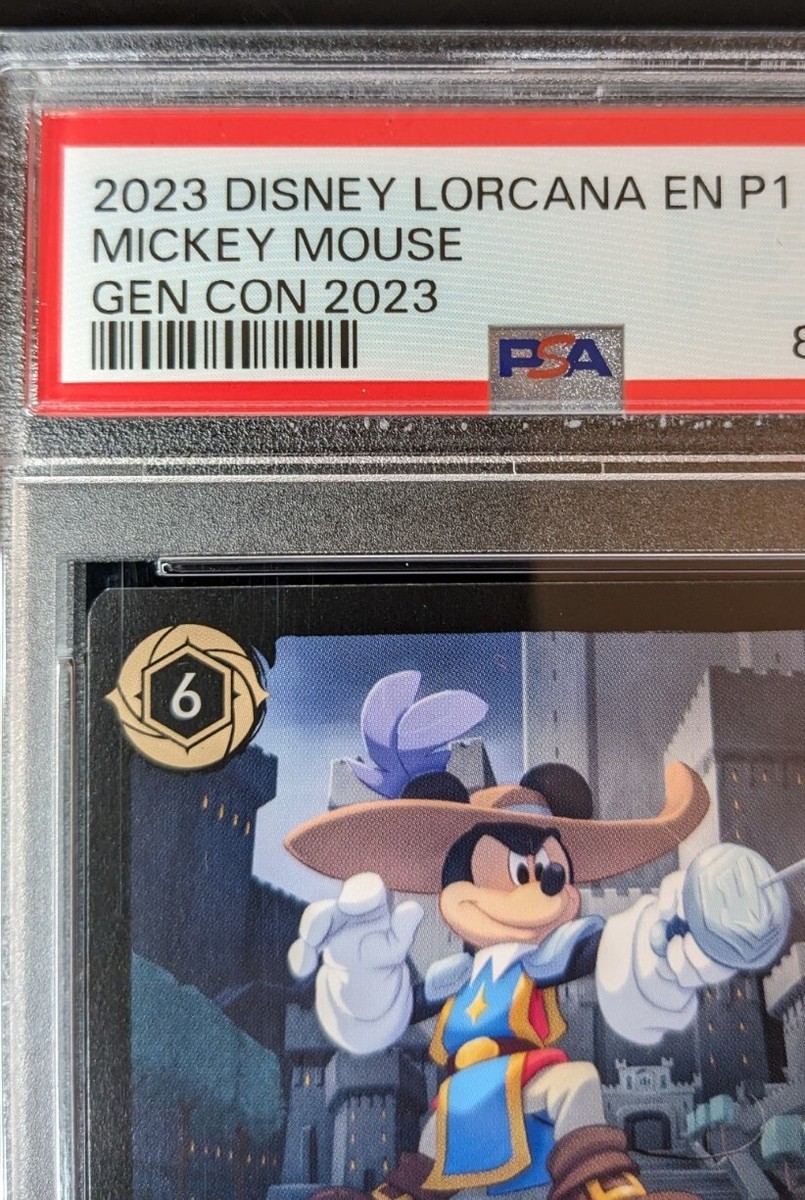 2023 DISNEY LORCANA EN P1
MICKEY MOUSE
GEN CON 2023
PSA
6